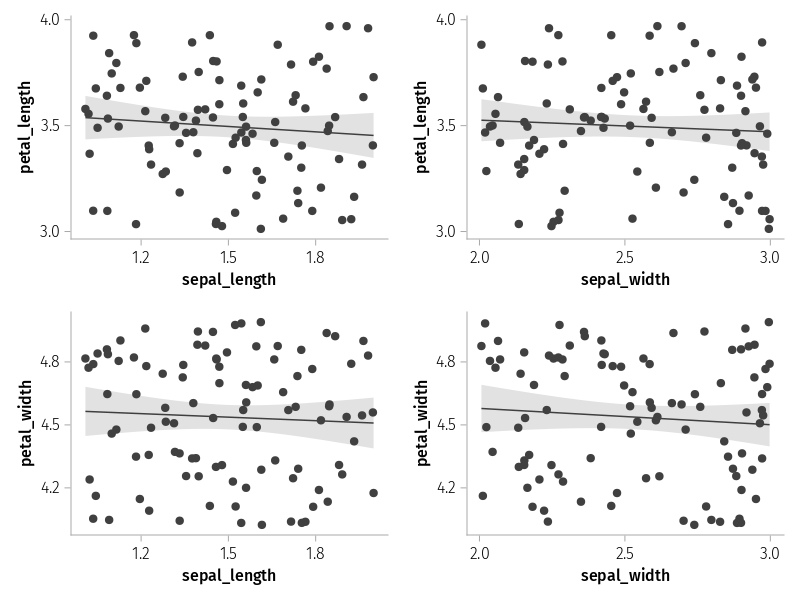 petal_length
4.0
3.5
3.0
1.2 1.5 1.8
sepal_length
petal_length
4.0
3.5
3.0
2.0 2.5 3.0
sepal_width
petal_width
4.8
4.5
4.2
1.2 1.5 1.8
sepal_length
petal_width
4.8
4.5
4.2
2.0 2.5 3.0
sepal_width